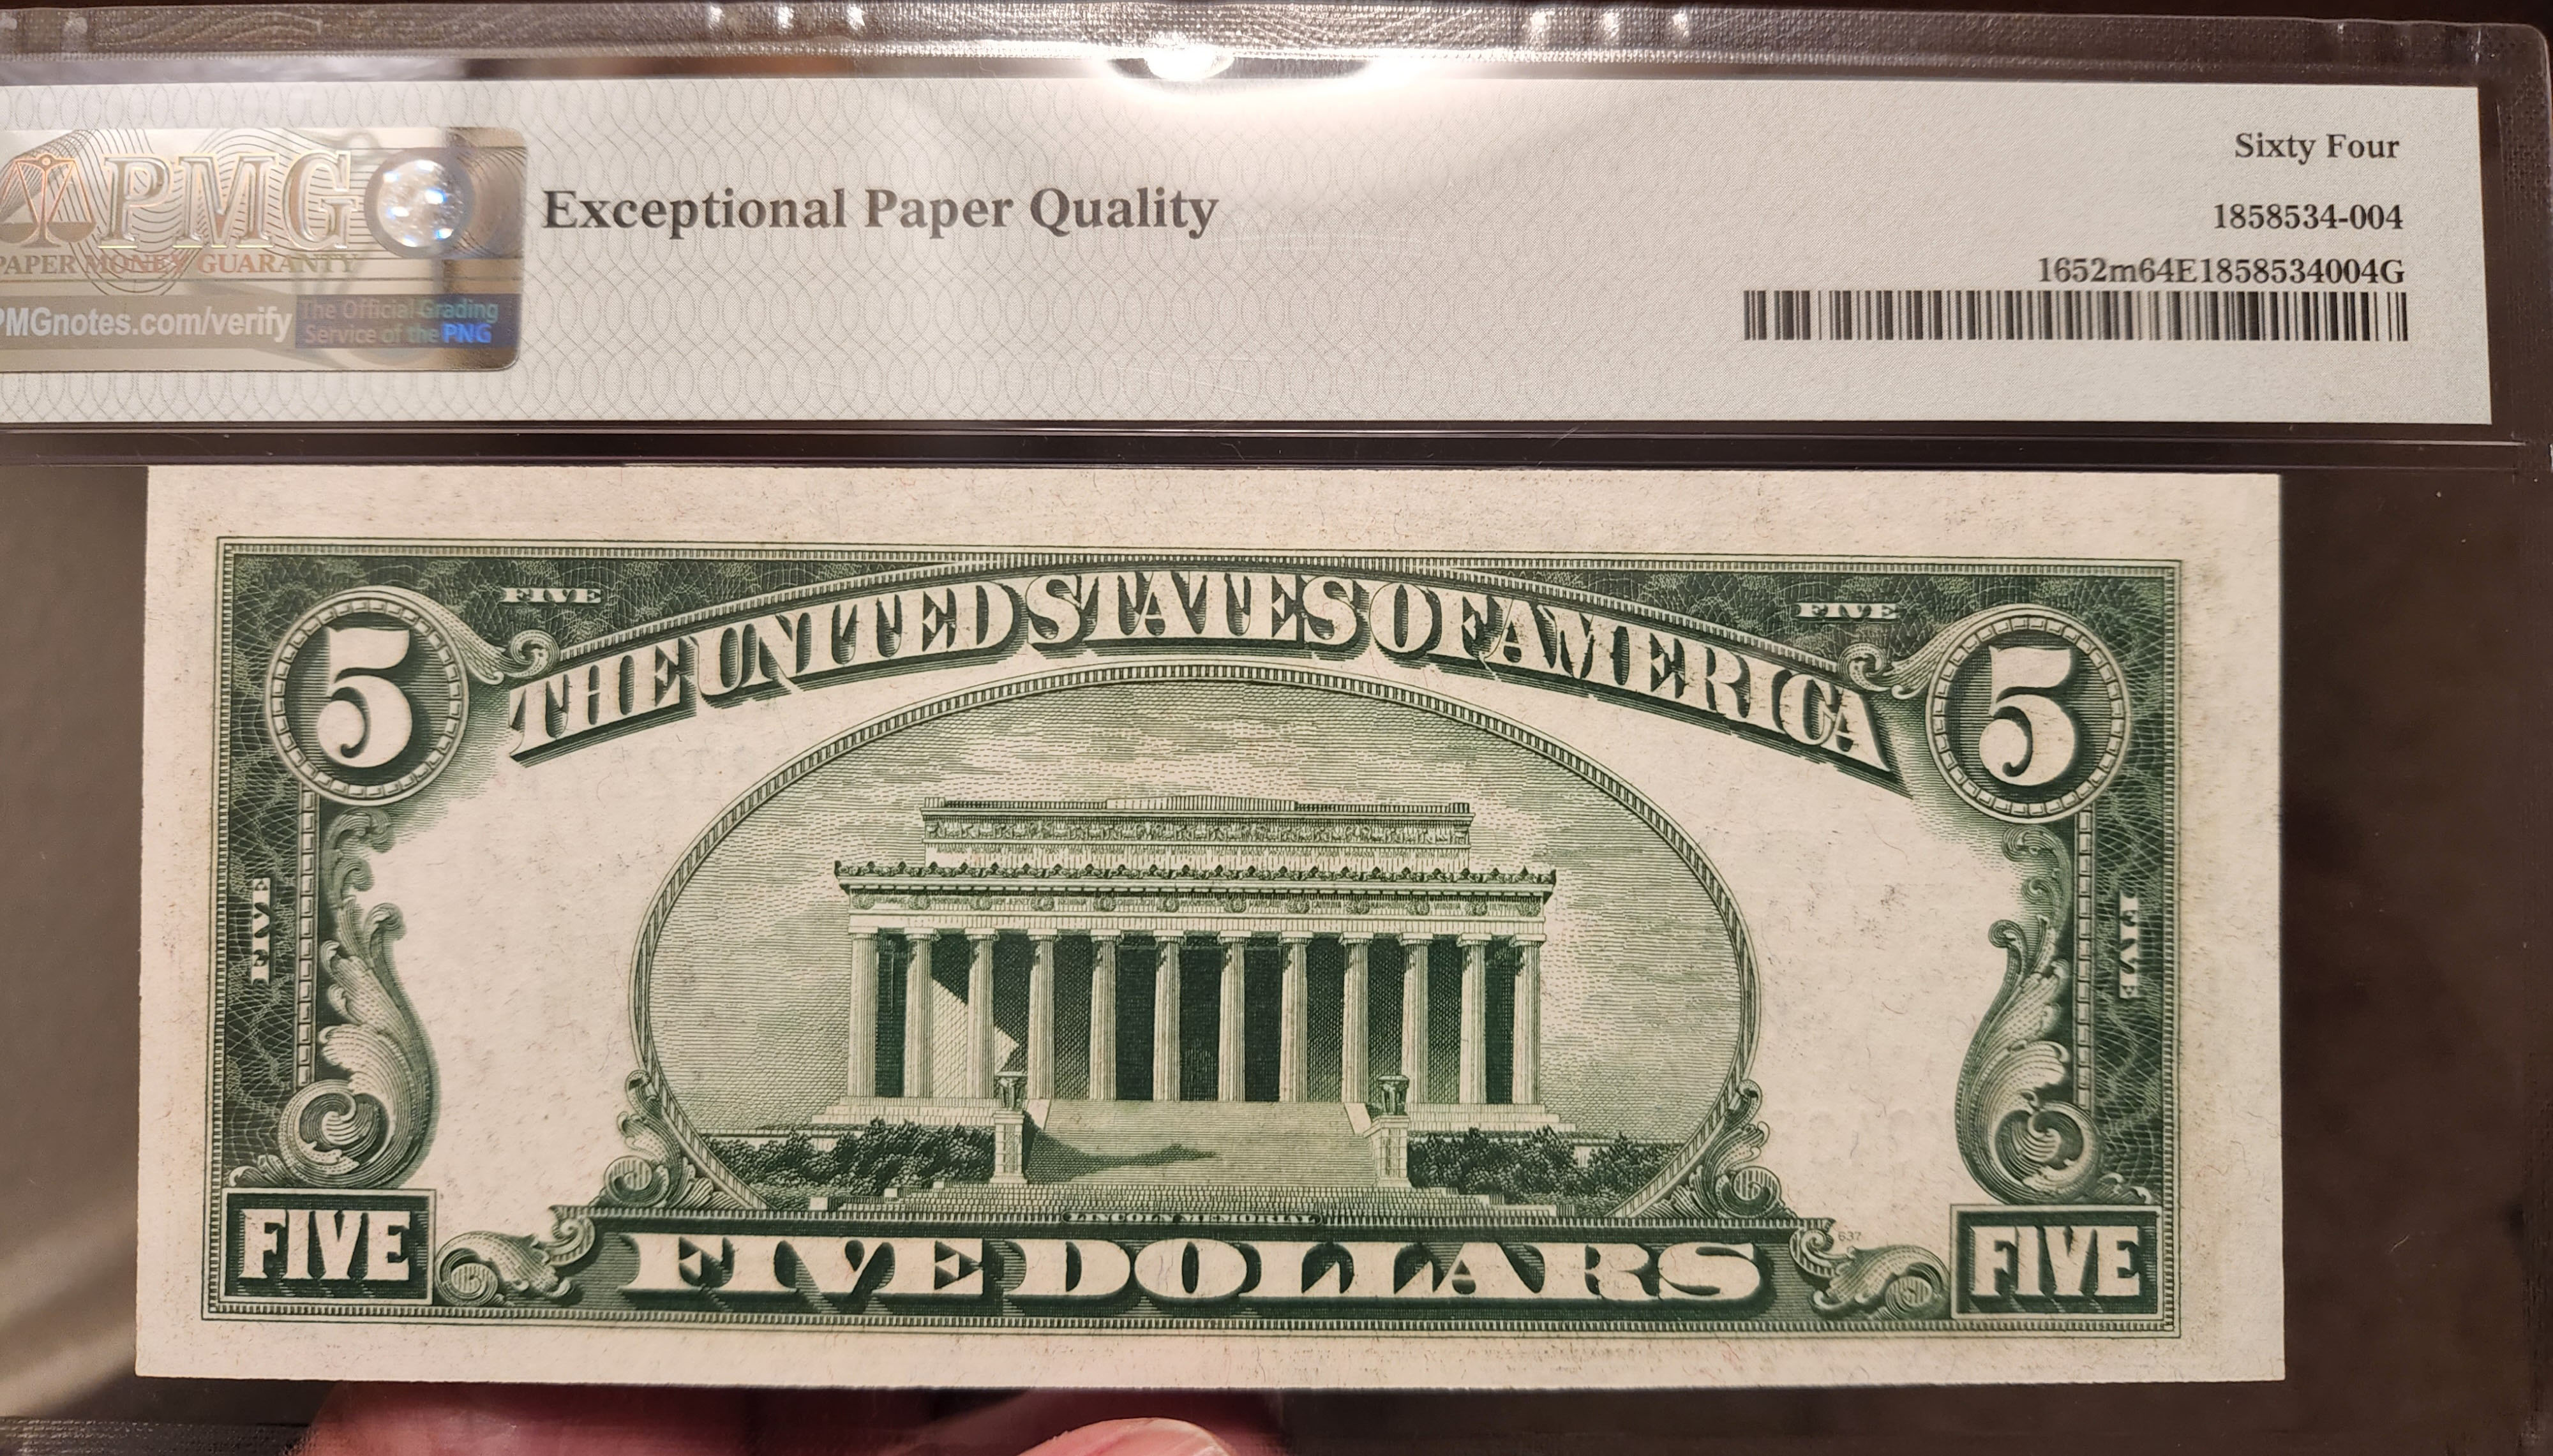 Sixty Four
PMG
Exceptional Paper Quality
1858534-004
PAPER MONEY GUARANTY
1652m64E1858534004G
PMGnotes.com/verify
The Official Grading
Service of the PNG
FIVE
FIVE
5
THE UNITED STATES OF AMERICA
5
FIVE
FIVE
LINCOLN MEMORIAL
FIVE
FIVE DOLLARS
637
FIVE